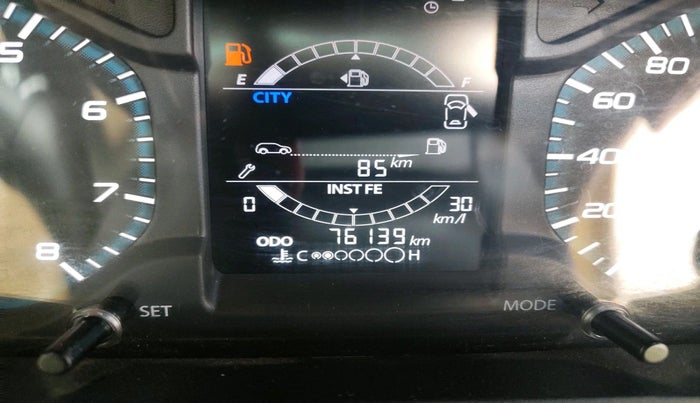 E F
CITY
85 km
INST FE
0 30
km/l
ODO 76139 km
C H
5
6
7
8
80
60
40
20
SET
MODE